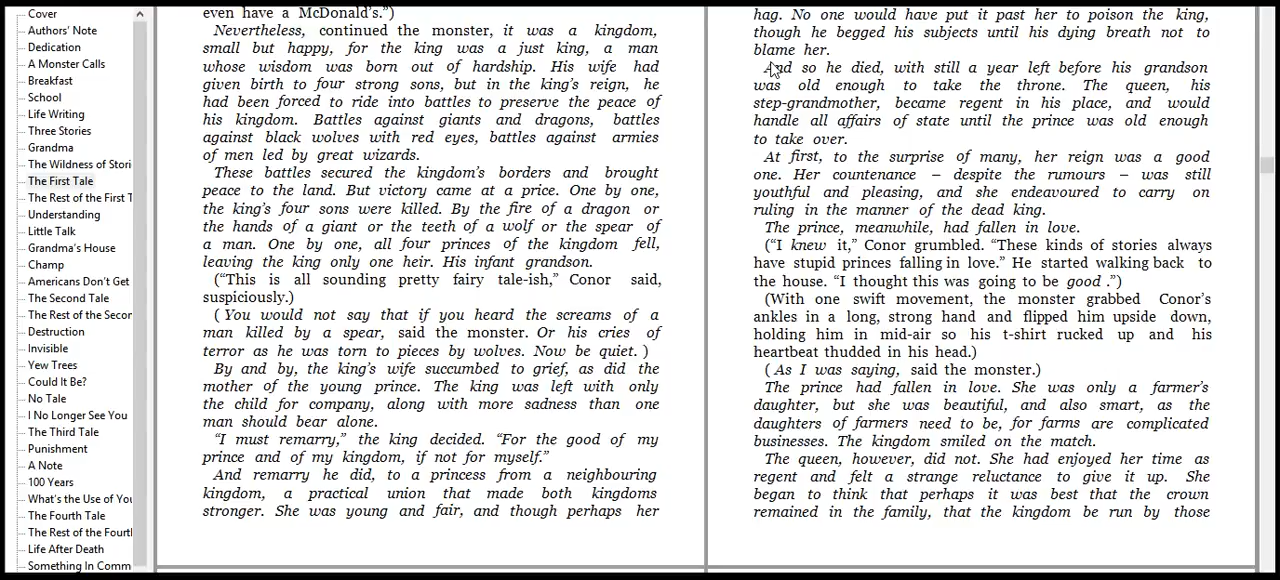 Cover
Authors' Note
Dedication
A Monster Calls
Breakfast
School
Life Writing
Three Stories
Grandma
The Wildness of Stori
The First Tale
The Rest of the First T
Understanding
Little Talk
Grandma's House
Champ
Americans Don't Get
The Second Tale
The Rest of the Secor
Destruction
Invisible
Yew Trees
Could It Be?
No Tale
I No Longer See You
The Third Tale
Punishment
A Note
100 Years
What's the Use of You
The Fourth Tale
The Rest of the Fourth
Life After Death
Something In Comm
even have a McDonald's.")
Nevertheless, continued the monster, it was a kingdom,
small but happy, for the king was a just king, a man
whose wisdom was born out of hardship. His wife had
given birth to four strong sons, but in the king's reign, he
had been forced to ride into battles to preserve the peace of
his kingdom. Battles against giants and dragons, battles
against black wolves with red eyes, battles against armies
of men led by great wizards.
These battles secured the kingdom's borders and brought
peace to the land. But victory came at a price. One by one,
the king's four sons were killed. By the fire of a dragon or
the hands of a giant or the teeth of a wolf or the spear of
a man. One by one, all four princes of the kingdom fell,
leaving the king only one heir. His infant grandson.
("This is all sounding pretty fairy tale-ish," Conor said,
suspiciously.)
( You would not say that if you heard the screams of a
man killed by a spear, said the monster. Or his cries of
terror as he was torn to pieces by wolves. Now be quiet. )
By and by, the king's wife succumbed to grief, as did the
mother of the young prince. The king was left with only
the child for company, along with more sadness than one
man should bear alone.
"I must remarry," the king decided. "For the good of my
prince and of my kingdom, if not for myself."
And remarry he did, to a princess from a neighbouring
kingdom, a practical union that made both kingdoms
stronger. She was young and fair, and though perhaps her
hag. No one would have put it past her to poison the king,
though he begged his subjects until his dying breath not to
blame her.
And so he died, with still a year left before his grandson
was old enough to take the throne. The queen, his
step-grandmother, became regent in his place, and would
handle all affairs of state until the prince was old enough
to take over.
At first, to the surprise of many, her reign was a good
one. Her countenance – despite the rumours – was still
youthful and pleasing, and she endeavoured to carry on
ruling in the manner of the dead king.
The prince, meanwhile, had fallen in love.
("I knew it," Conor grumbled. "These kinds of stories always
have stupid princes falling in love." He started walking back to
the house. "I thought this was going to be good .")
(With one swift movement, the monster grabbed Conor's
ankles in a long, strong hand and flipped him upside down,
holding him in mid-air so his t-shirt rucked up and his
heartbeat thudded in his head.)
( As I was saying, said the monster.)
The prince had fallen in love. She was only a farmer's
daughter, but she was beautiful, and also smart, as the
daughters of farmers need to be, for farms are complicated
businesses. The kingdom smiled on the match.
The queen, however, did not. She had enjoyed her time as
regent and felt a strange reluctance to give it up. She
began to think that perhaps it was best that the crown
remained in the family, that the kingdom be run by those